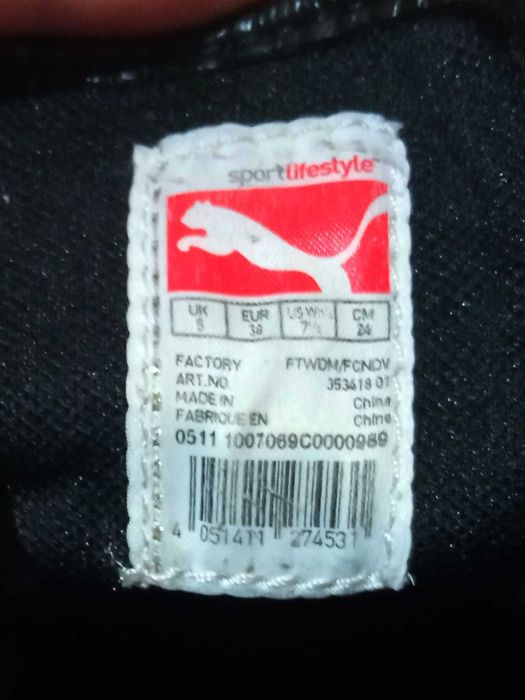 sportlifestyle
UK EUR US Wn's CM
5 38 7½ 24
FACTORY FTWDM/FCNDV
ART.NO. 353418 01
MADE IN China
FABRIQUE EN China
0511 1007069C0000989
4 051411 274531